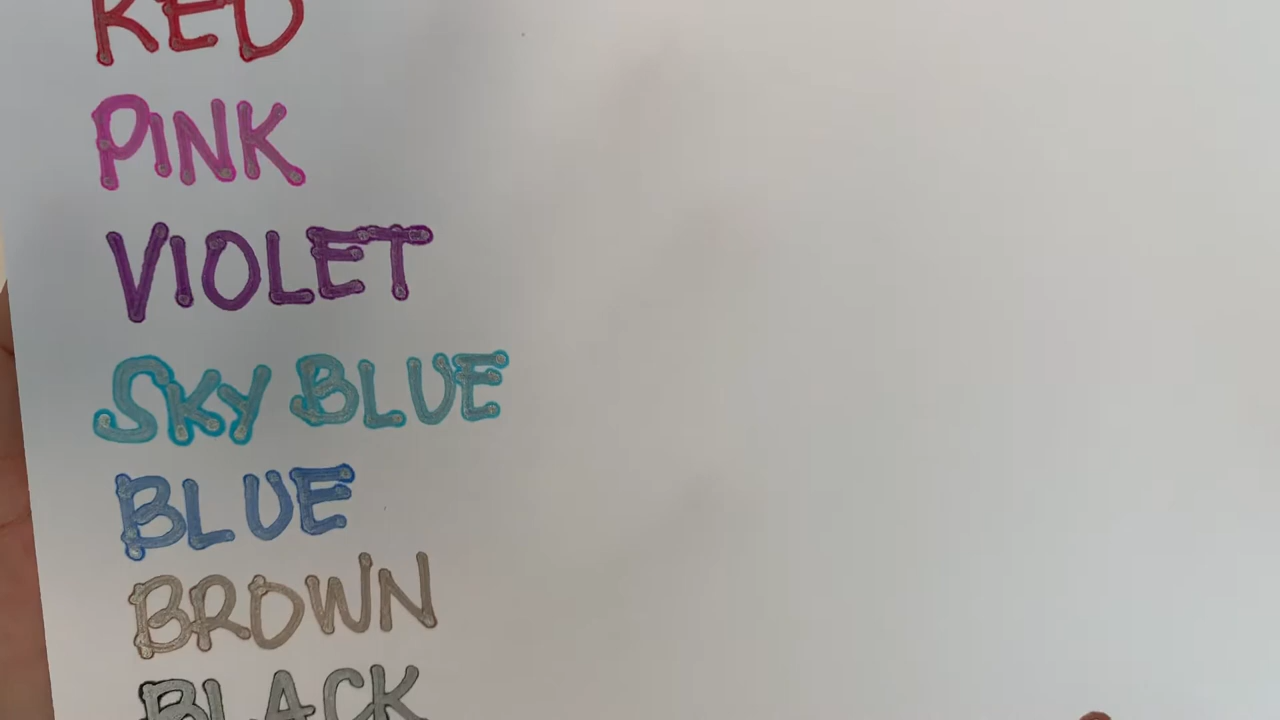 RED
PINK
VIOLET
SKY BLUE
BLUE
BROWN
BLACK